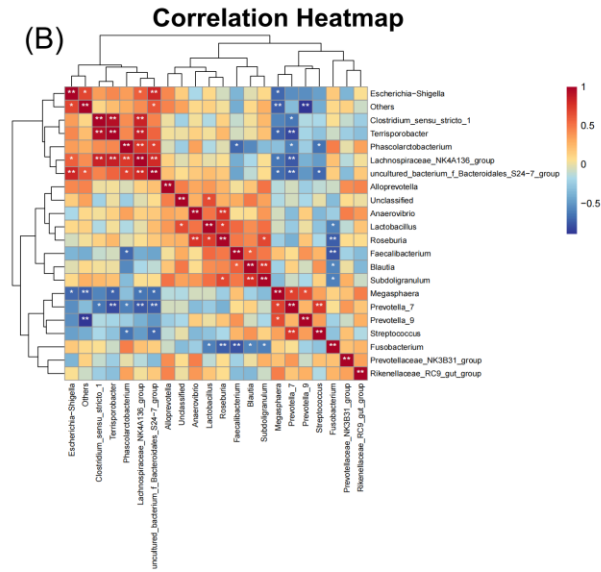 Correlation Heatmap
(B)
Escherichia-Shigella
Others
Clostridium_sensu_stricto_1
Terrisporobacter
Phascolarctobacterium
Lachnospiraceae_NK4A136_group
uncultured_bacterium_f_Bacteroidales_S24-7_group
Alloprevotella
Unclassified
Anaerovibrio
Lactobacillus
Roseburia
Faecalibacterium
Blautia
Subdoligranulum
Megasphaera
Prevotella_7
Prevotella_9
Streptococcus
Fusobacterium
Prevotellaceae_NK3B31_group
Rikenellaceae_RC9_gut_group
1
0.5
0
-0.5
Escherichia-Shigella
Others
Clostridium_sensu_stricto_1
Terrisporobacter
Phascolarctobacterium
Lachnospiraceae_NK4A136_group
uncultured_bacterium_f_Bacteroidales_S24-7_group
Alloprevotella
Unclassified
Anaerovibrio
Lactobacillus
Roseburia
Faecalibacterium
Blautia
Subdoligranulum
Megasphaera
Prevotella_7
Prevotella_9
Streptococcus
Fusobacterium
Prevotellaceae_NK3B31_group
Rikenellaceae_RC9_gut_group